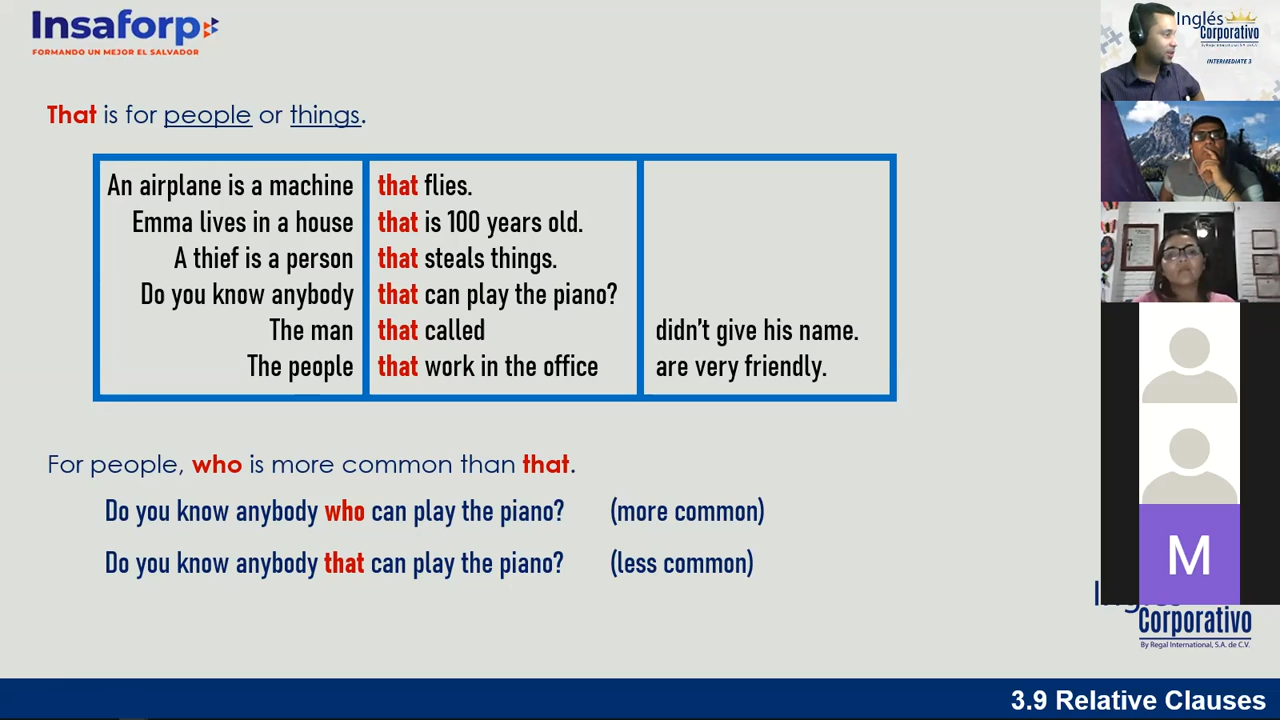 Insaforp
FORMANDO UN MEJOR EL SALVADOR
Inglés
Corporativo
INTERMEDIATE 3
That is for people or things.
An airplane is a machine that flies.
Emma lives in a house that is 100 years old.
A thief is a person that steals things.
Do you know anybody that can play the piano?
The man that called didn't give his name.
The people that work in the office are very friendly.
For people, who is more common than that.
Do you know anybody who can play the piano? (more common)
Do you know anybody that can play the piano? (less common)
M
Corporativo
By Regal International, S.A. de C.V.
3.9 Relative Clauses